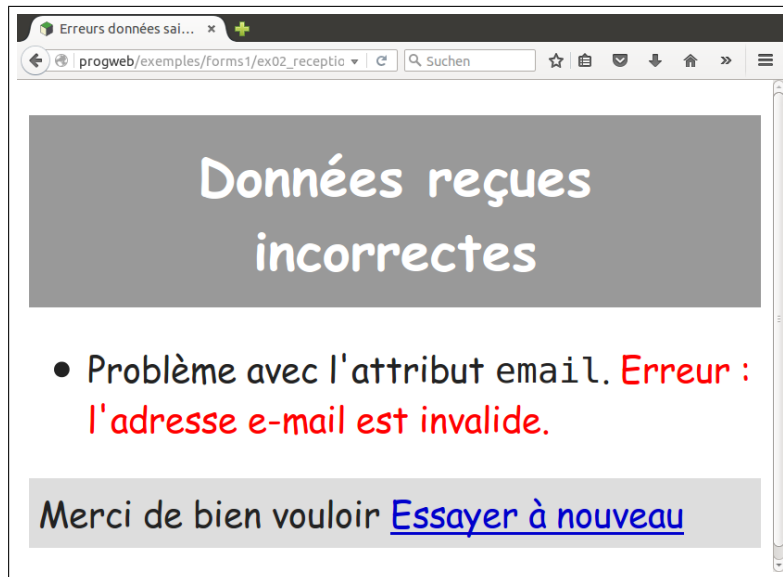 Erreurs données sai...
progweb/exemples/forms1/ex02_receptio
Suchen
Données reçues
incorrectes
Problème avec l'attribut email. Erreur :
l'adresse e-mail est invalide.
Merci de bien vouloir Essayer à nouveau